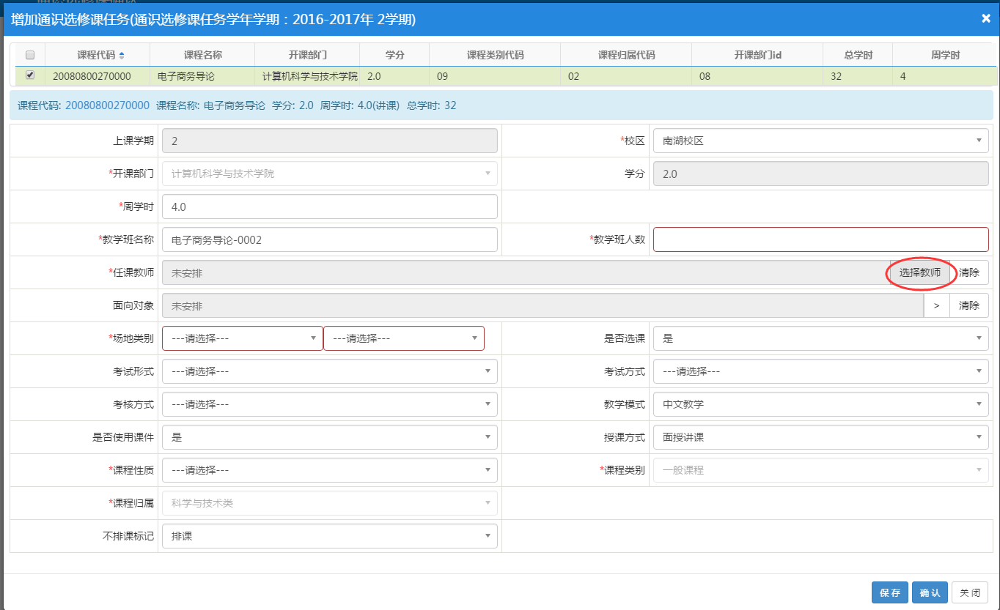 增加通识选修课任务(通识选修课任务学年学期：2016-2017年 2学期) ×
课程代码 课程名称 开课部门 学分 课程类别代码 课程归属代码 开课部门id 总学时 周学时
20080800270000 电子商务导论 计算机科学与技术学院 2.0 09 02 08 32 4
课程代码: 20080800270000 课程名称: 电子商务导论 学分: 2.0 周学时: 4.0(讲课) 总学时: 32
上课学期 2 *校区 南湖校区
*开课部门 计算机科学与技术学院 学分 2.0
*周学时 4.0
*教学班名称 电子商务导论-0002 *教学班人数
*任课教师 未安排 选择教师 清除
面向对象 未安排 > 清除
*场地类别 ---请选择--- ---请选择--- 是否选课 是
考试形式 ---请选择--- 考试方式 ---请选择---
考核方式 ---请选择--- 教学模式 中文教学
是否使用课件 是 授课方式 面授讲课
*课程性质 ---请选择--- *课程类别 一般课程
*课程归属 科学与技术类
不排课标记 排课
保存 确认 关闭